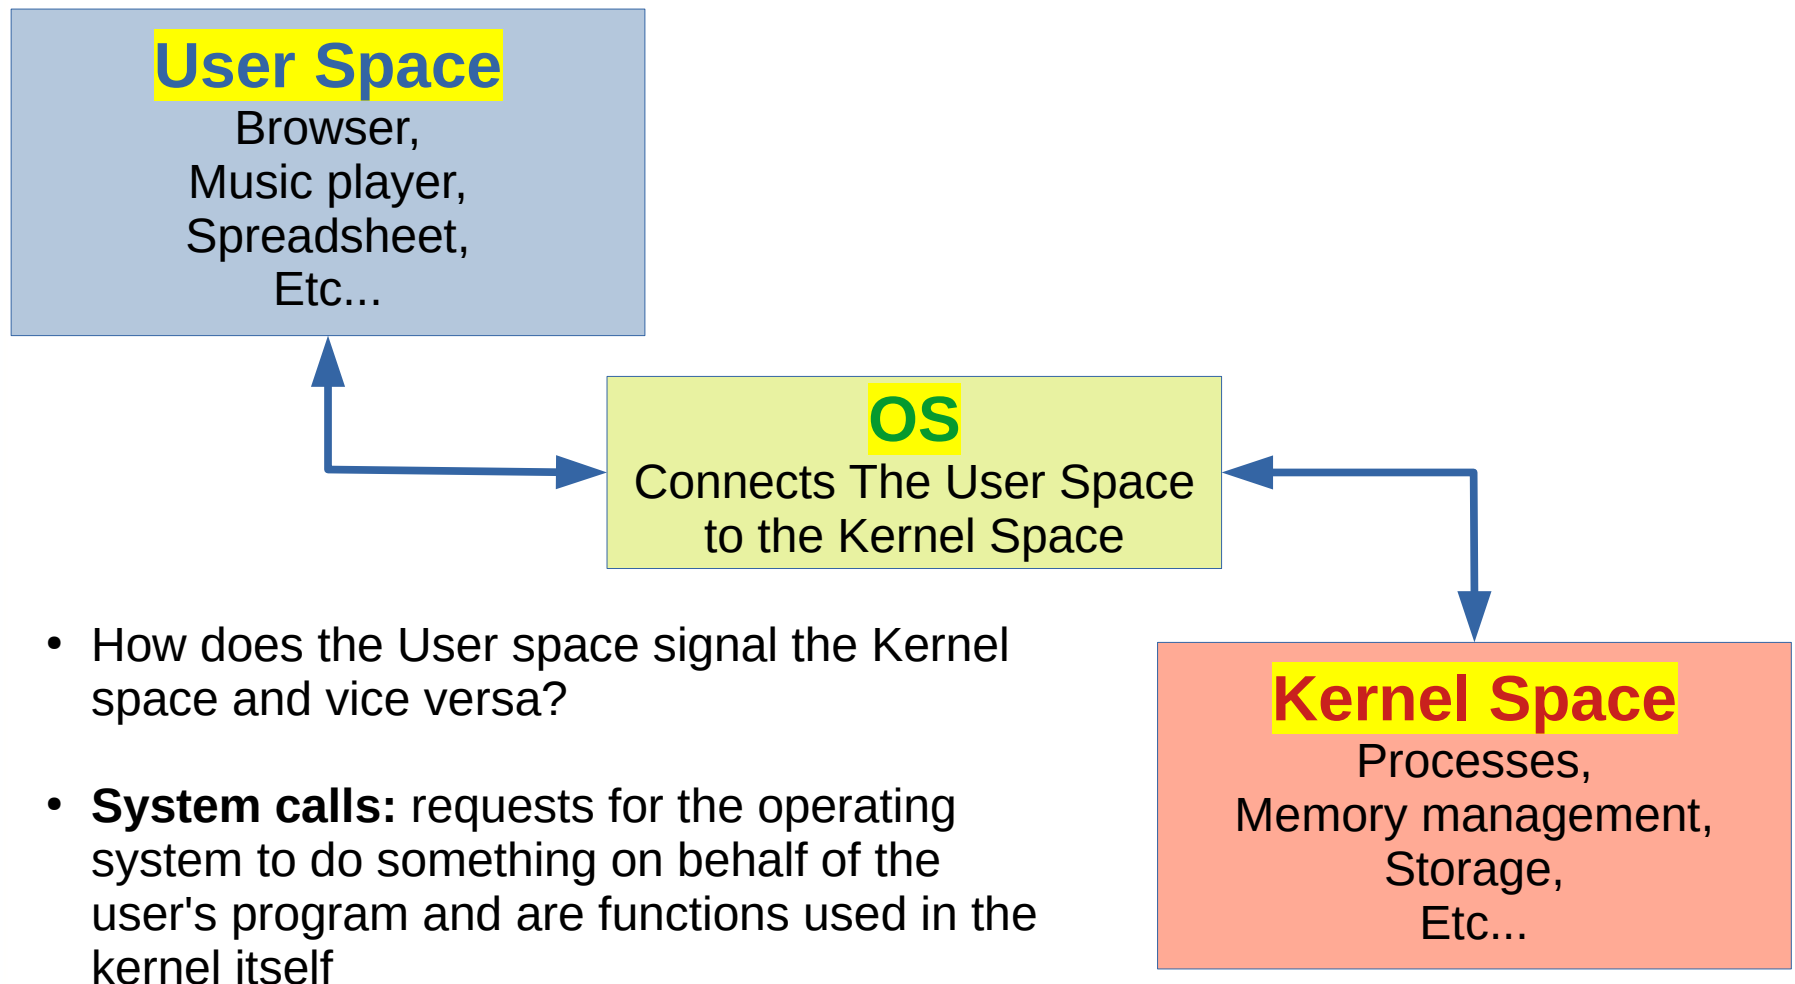 User Space
Browser,
Music player,
Spreadsheet,
Etc...
OS
Connects The User Space
to the Kernel Space
• How does the User space signal the Kernel
space and vice versa?
• System calls: requests for the operating
system to do something on behalf of the
user's program and are functions used in the
kernel itself
Kernel Space
Processes,
Memory management,
Storage,
Etc...